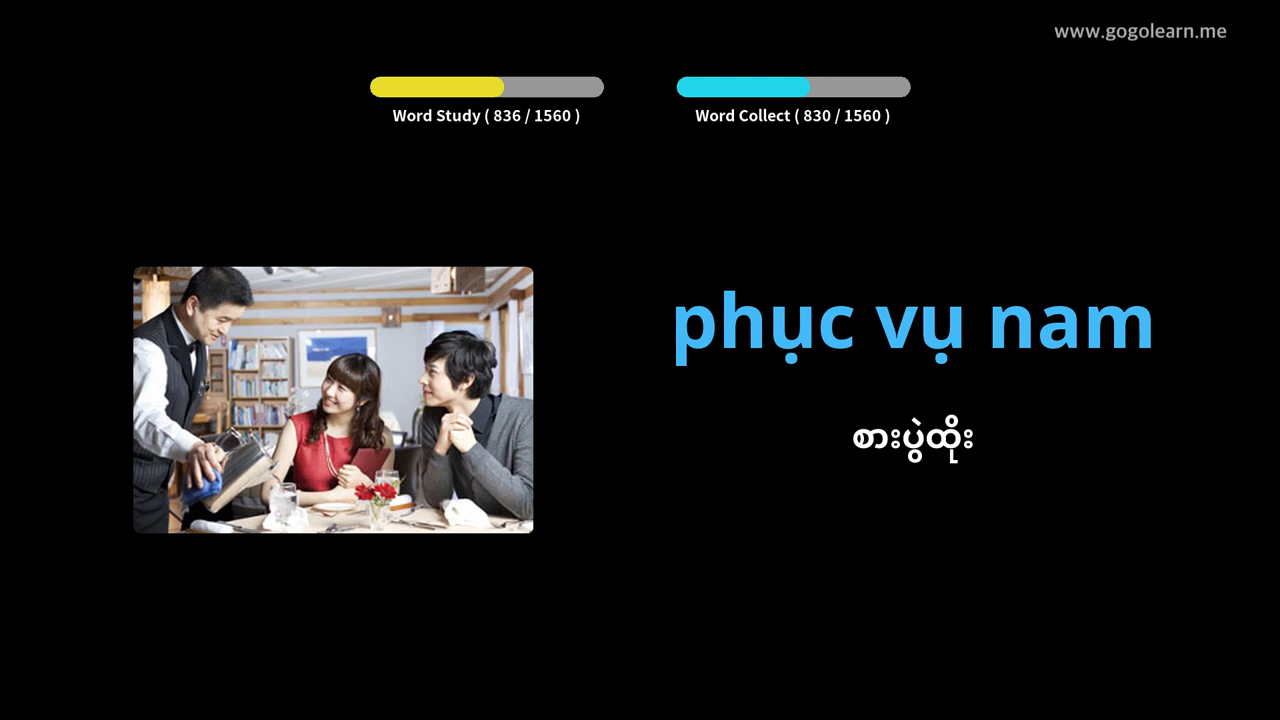 www.gogolearn.me
Word Study ( 836 / 1560 )
Word Collect ( 830 / 1560 )
phục vụ nam
စားပွဲထိုး